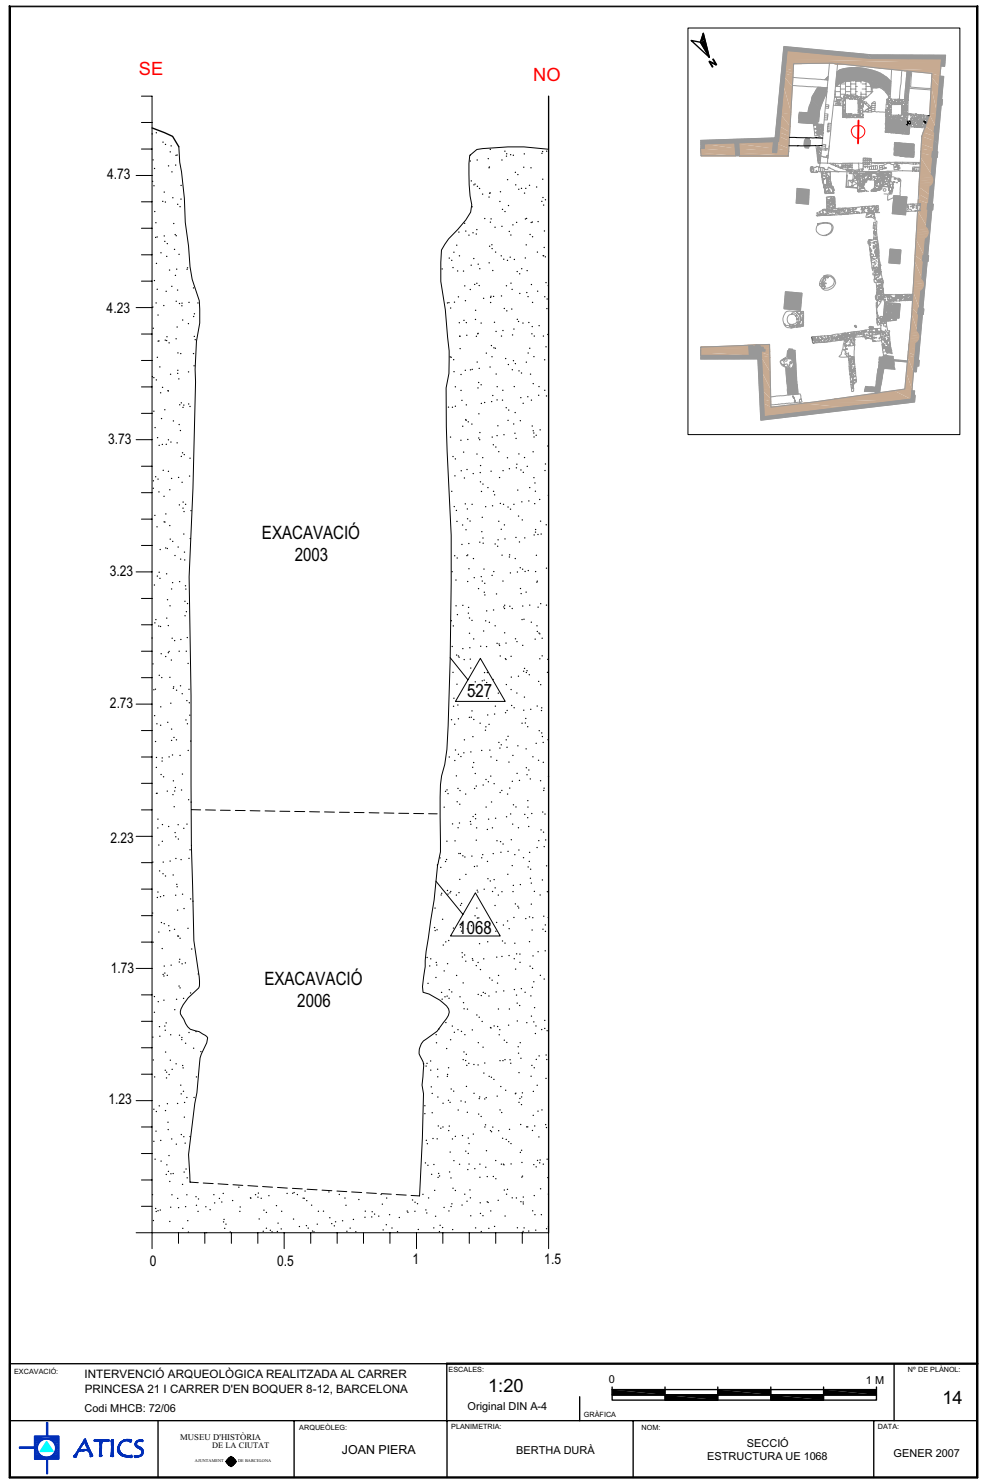 SE
NO
N
4.73
4.23
3.73
EXACAVACIÓ
2003
3.23
527
2.73
2.23
1068
1.73
EXACAVACIÓ
2006
1.23
0
0.5
1
1.5
EXCAVACIÓ:
INTERVENCIÓ ARQUEOLÒGICA REALITZADA AL CARRER
PRINCESA 21 I CARRER D'EN BOQUER 8-12, BARCELONA
Codi MHCB: 72/06
ESCALES:
1:20
Original DIN A-4
GRÀFICA
0
1 M
Nº DE PLÀNOL:
14
ATICS
MUSEU D'HISTÒRIA
DE LA CIUTAT
AJUNTAMENT DE BARCELONA
ARQUEÒLEG:
JOAN PIERA
PLANIMETRIA:
BERTHA DURÀ
NOM:
SECCIÓ
ESTRUCTURA UE 1068
DATA:
GENER 2007